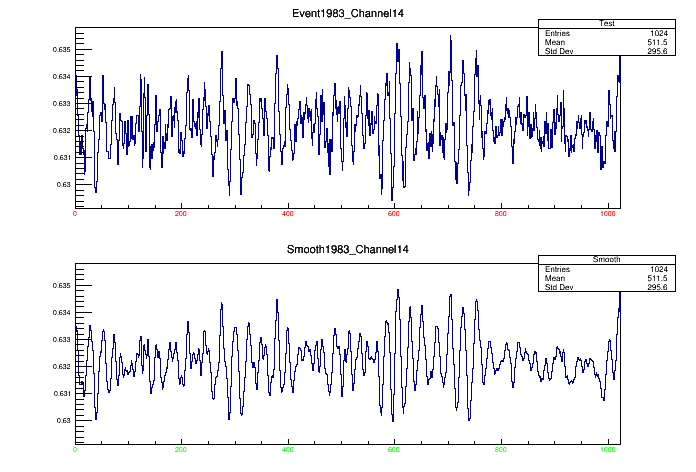 Event1983_Channel14
Test
Entries 1024
Mean 511.5
Std Dev 295.6
0.635
0.634
0.633
0.632
0.631
0.63
0 200 400 600 800 1000
Smooth1983_Channel14
Smooth
Entries 1024
Mean 511.5
Std Dev 295.6
0.635
0.634
0.633
0.632
0.631
0.63
0 200 400 600 800 1000